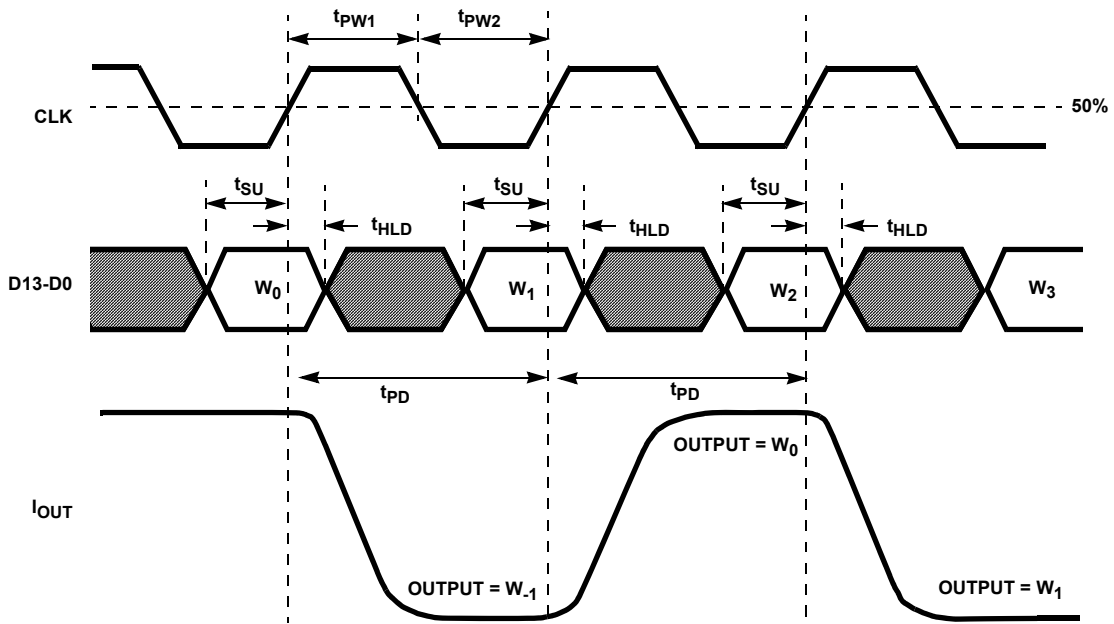 tPW1 tPW2
CLK
50%
tSU tSU tSU
tHLD tHLD tHLD
D13-D0
W0 W1 W2 W3
tPD tPD
OUTPUT = W0
IOUT
OUTPUT = W-1 OUTPUT = W1